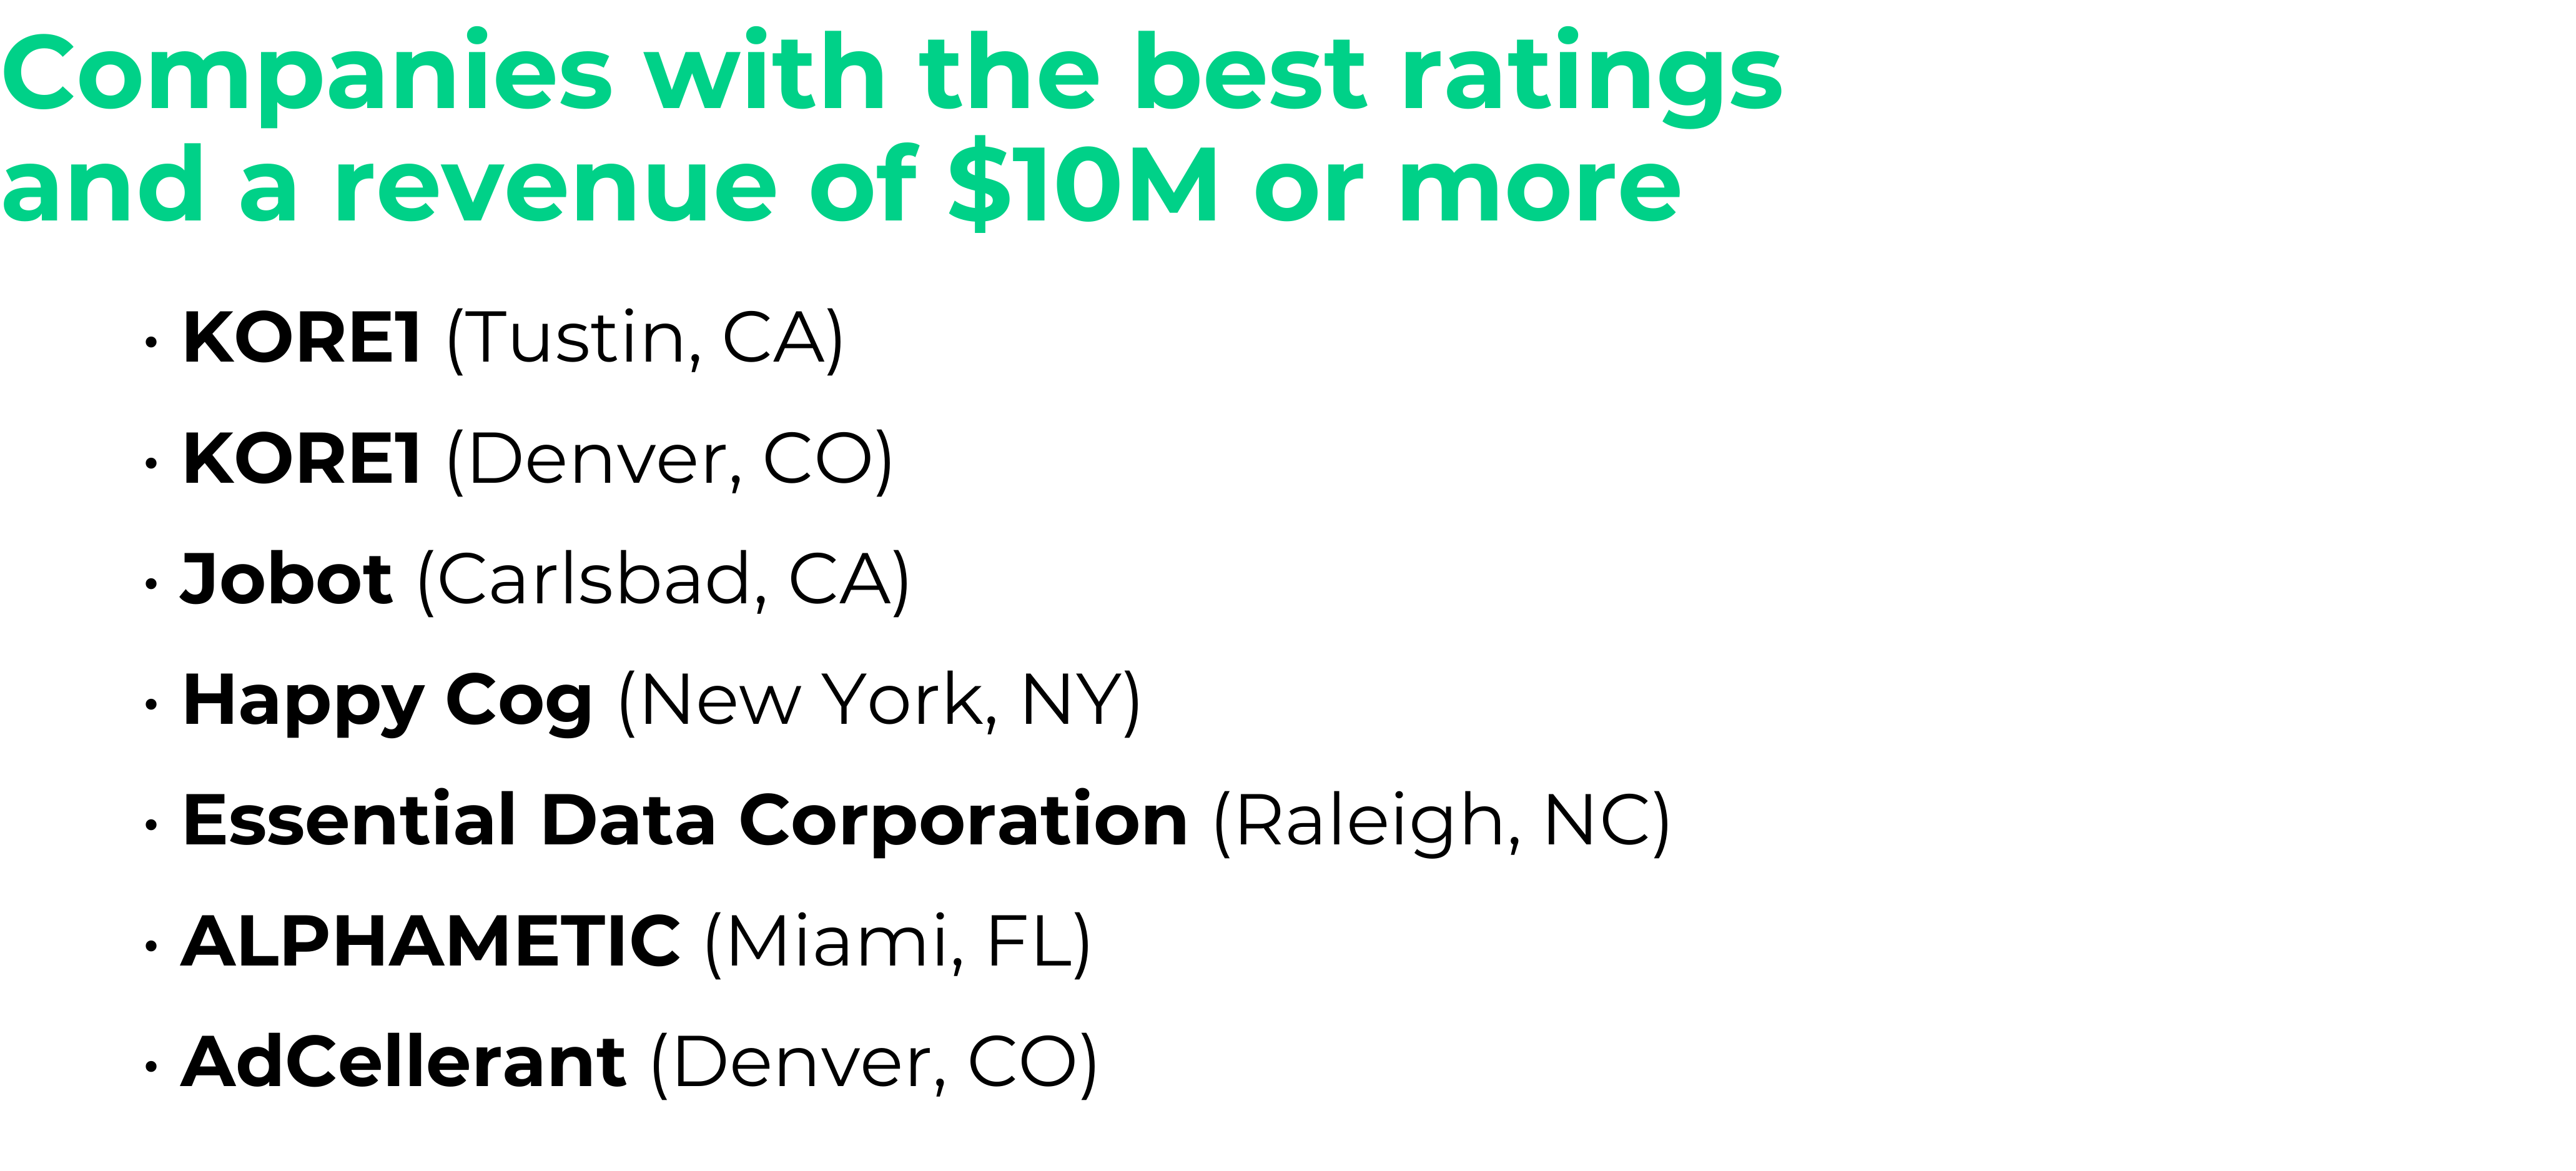 Companies with the best ratings
and a revenue of $10M or more
• KORE1 (Tustin, CA)
• KORE1 (Denver, CO)
• Jobot (Carlsbad, CA)
• Happy Cog (New York, NY)
• Essential Data Corporation (Raleigh, NC)
• ALPHAMETIC (Miami, FL)
• AdCellerant (Denver, CO)